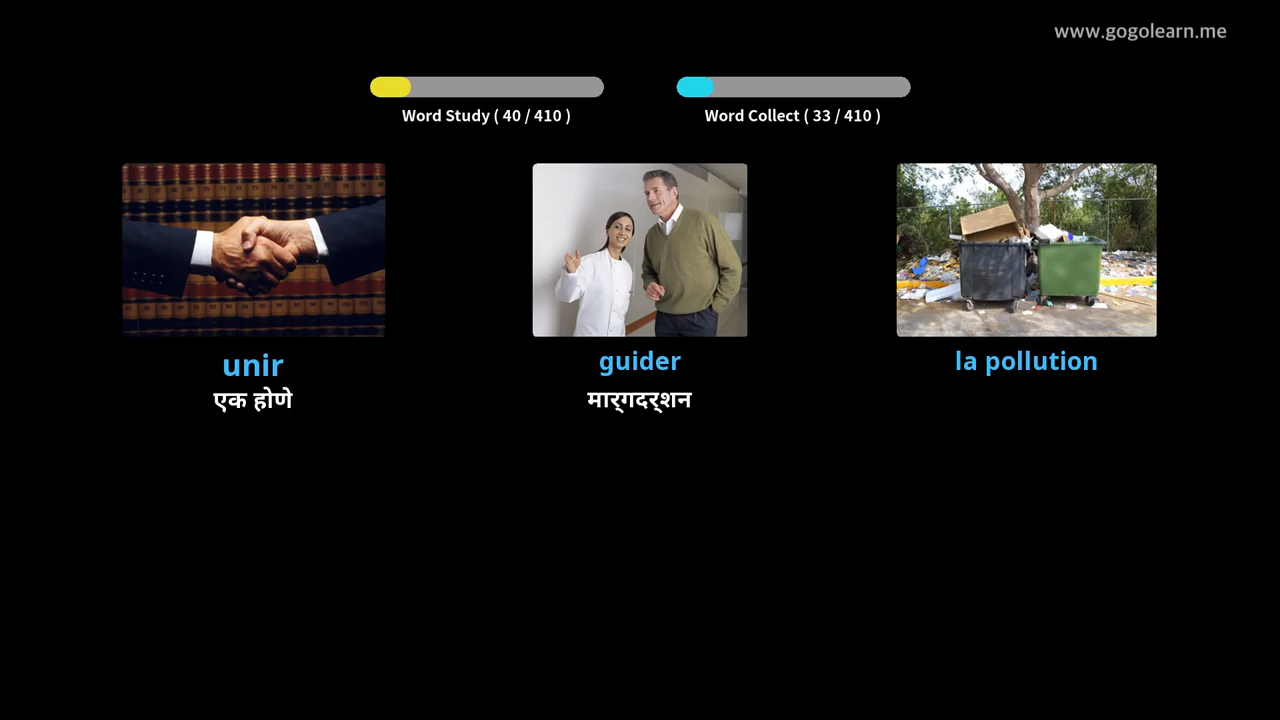 www.gogolearn.me
Word Study ( 40 / 410 )
Word Collect ( 33 / 410 )
unir
guider
la pollution
एक होणे
मार्गदर्शन